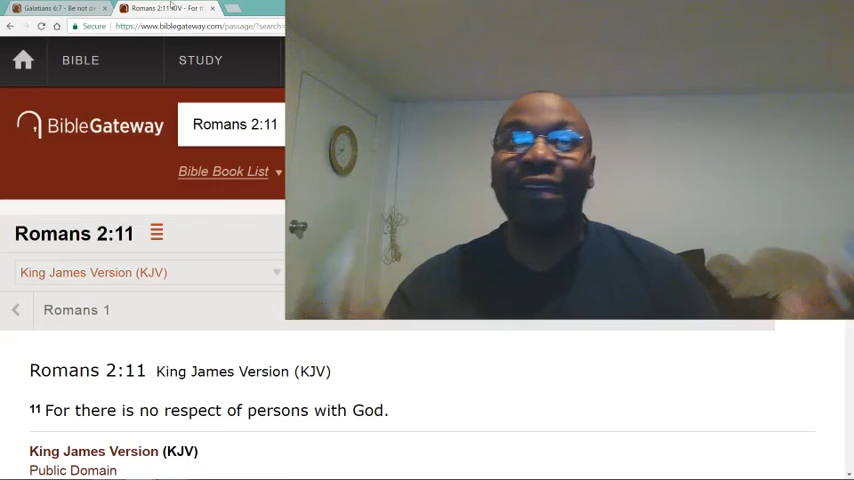 Galatians 6:7 - Be not de
Romans 2:11 KJV - For th
Secure https://www.biblegateway.com/passage/?search=
BIBLE STUDY
BibleGateway
Romans 2:11
Bible Book List
Romans 2:11
King James Version (KJV)
Romans 1
Romans 2:11 King James Version (KJV)
11 For there is no respect of persons with God.
King James Version (KJV)
Public Domain